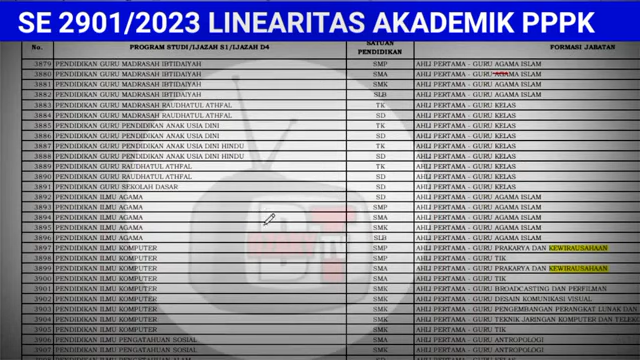 SE 2901/2023 LINEARITAS AKADEMIK PPPK
No. PROGRAM STUDI/IJAZAH S1/IJAZAH D4 SATUAN PENDIDIKAN FORMASI JABATAN
3879 PENDIDIKAN GURU MADRASAH IBTIDAIYAH SMP AHLI PERTAMA - GURU AGAMA ISLAM
3880 PENDIDIKAN GURU MADRASAH IBTIDAIYAH SMA AHLI PERTAMA - GURU AGAMA ISLAM
3881 PENDIDIKAN GURU MADRASAH IBTIDAIYAH SMK AHLI PERTAMA - GURU AGAMA ISLAM
3882 PENDIDIKAN GURU MADRASAH IBTIDAIYAH SLB AHLI PERTAMA - GURU AGAMA ISLAM
3883 PENDIDIKAN GURU MADRASAH RAUDHATUL ATHFAL TK AHLI PERTAMA - GURU KELAS
3884 PENDIDIKAN GURU MADRASAH RAUDHATUL ATHFAL SD AHLI PERTAMA - GURU KELAS
3885 PENDIDIKAN GURU PENDIDIKAN ANAK USIA DINI TK AHLI PERTAMA - GURU KELAS
3886 PENDIDIKAN GURU PENDIDIKAN ANAK USIA DINI SD AHLI PERTAMA - GURU KELAS
3887 PENDIDIKAN GURU PENDIDIKAN ANAK USIA DINI HINDU TK AHLI PERTAMA - GURU KELAS
3888 PENDIDIKAN GURU PENDIDIKAN ANAK USIA DINI HINDU SD AHLI PERTAMA - GURU KELAS
3889 PENDIDIKAN GURU RAUDHATUL ATHFAL TK AHLI PERTAMA - GURU KELAS
3890 PENDIDIKAN GURU RAUDHATUL ATHFAL SD AHLI PERTAMA - GURU KELAS
3891 PENDIDIKAN GURU SEKOLAH DASAR SD AHLI PERTAMA - GURU KELAS
3892 PENDIDIKAN ILMU AGAMA SD AHLI PERTAMA - GURU AGAMA ISLAM
3893 PENDIDIKAN ILMU AGAMA SMP AHLI PERTAMA - GURU AGAMA ISLAM
3894 PENDIDIKAN ILMU AGAMA SMA AHLI PERTAMA - GURU AGAMA ISLAM
3895 PENDIDIKAN ILMU AGAMA SMK AHLI PERTAMA - GURU AGAMA ISLAM
3896 PENDIDIKAN ILMU AGAMA SLB AHLI PERTAMA - GURU AGAMA ISLAM
3897 PENDIDIKAN ILMU KOMPUTER SMP AHLI PERTAMA - GURU PRAKARYA DAN KEWIRAUSAHAAN
3898 PENDIDIKAN ILMU KOMPUTER SMP AHLI PERTAMA - GURU TIK
3899 PENDIDIKAN ILMU KOMPUTER SMA AHLI PERTAMA - GURU PRAKARYA DAN KEWIRAUSAHAAN
3900 PENDIDIKAN ILMU KOMPUTER SMA AHLI PERTAMA - GURU TIK
3901 PENDIDIKAN ILMU KOMPUTER SMK AHLI PERTAMA - GURU BROADCASTING DAN PERFILMAN
3902 PENDIDIKAN ILMU KOMPUTER SMK AHLI PERTAMA - GURU DESAIN KOMUNIKASI VISUAL
3903 PENDIDIKAN ILMU KOMPUTER SMK AHLI PERTAMA - GURU PENGEMBANGAN PERANGKAT LUNAK DAN
3904 PENDIDIKAN ILMU KOMPUTER SMK AHLI PERTAMA - GURU TEKNIK JARINGAN KOMPUTER DAN
3905 PENDIDIKAN ILMU KOMPUTER SMK AHLI PERTAMA - GURU TIK
3906 PENDIDIKAN ILMU PENGATAHUAN SOSIAL SMA AHLI PERTAMA - GURU ANTROPOLOGI
3907 PENDIDIKAN ILMU PENGATAHUAN SOSIAL SMK AHLI PERTAMA - GURU ANTROPOLOGI